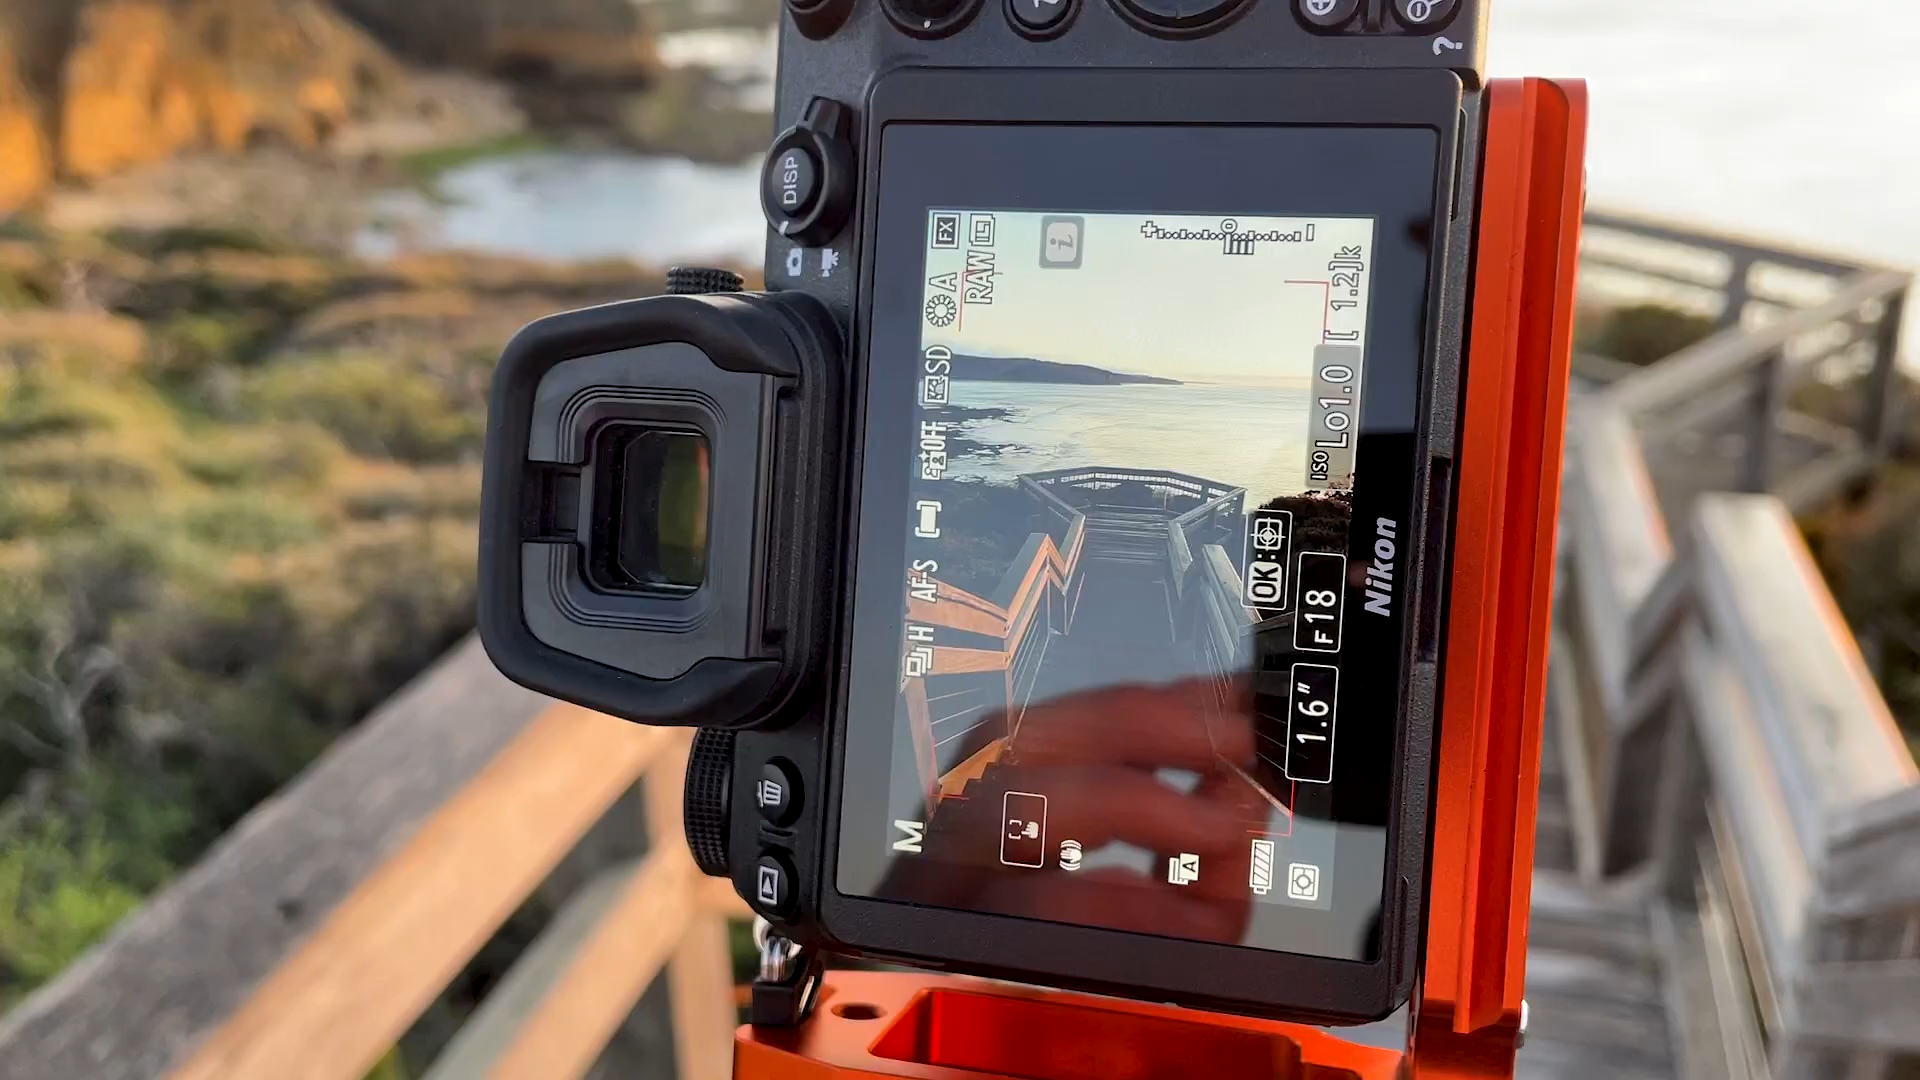 DISP
?
FX
RAW L
A
SD
OFF
AF-S
H
M
[ 1.2]k
ISO Lo1.0
OK:
F18
1.6"
A
i
Nikon